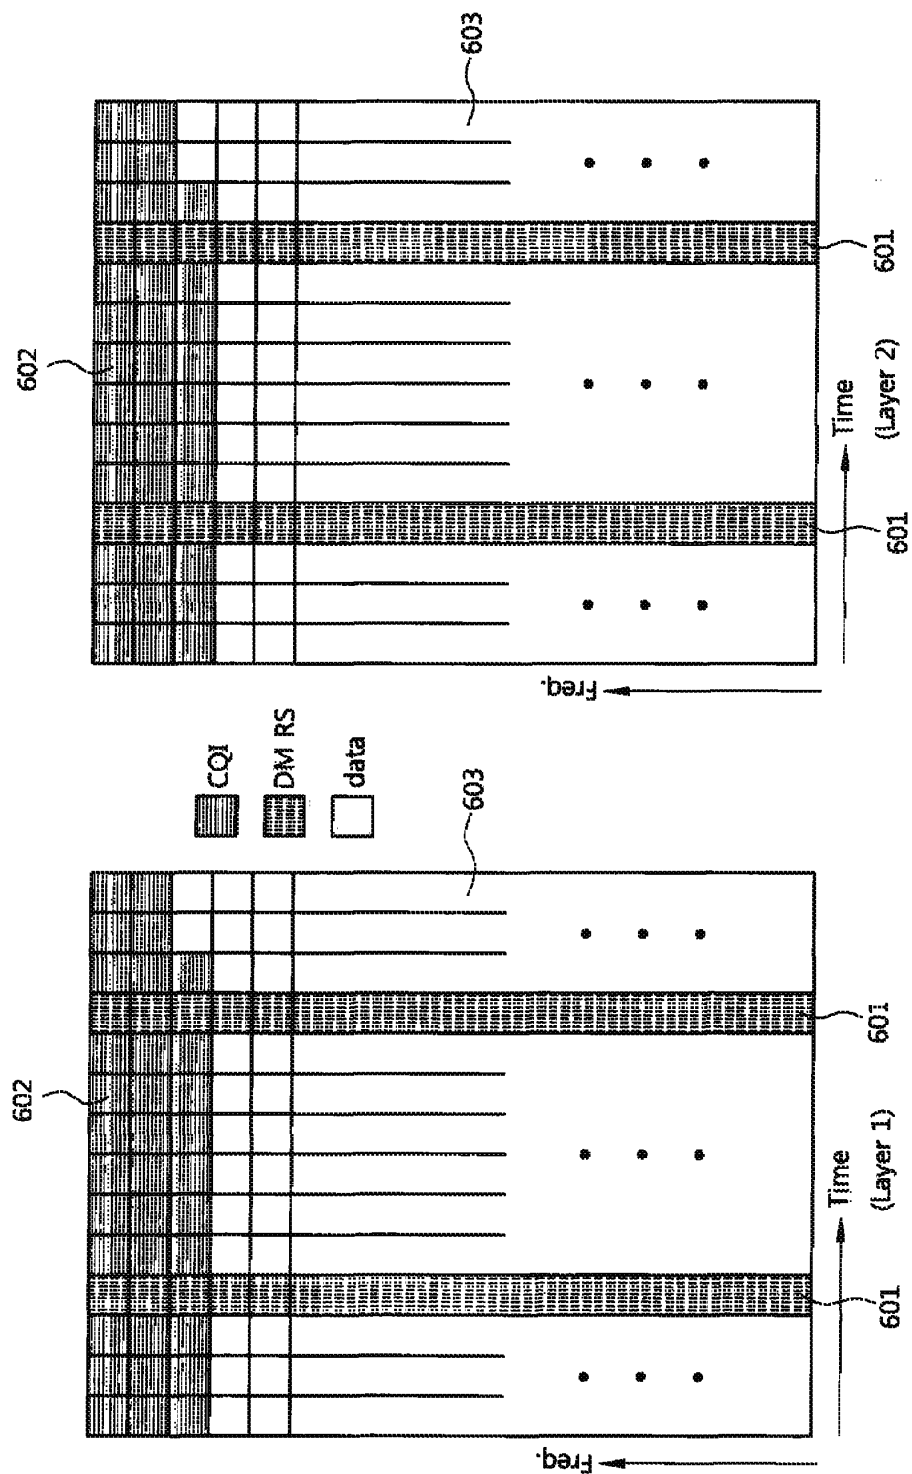 602
603
Freq.
601
601
Time
(Layer 1)
CQI
DM RS
data
602
603
Freq.
601
601
Time
(Layer 2)